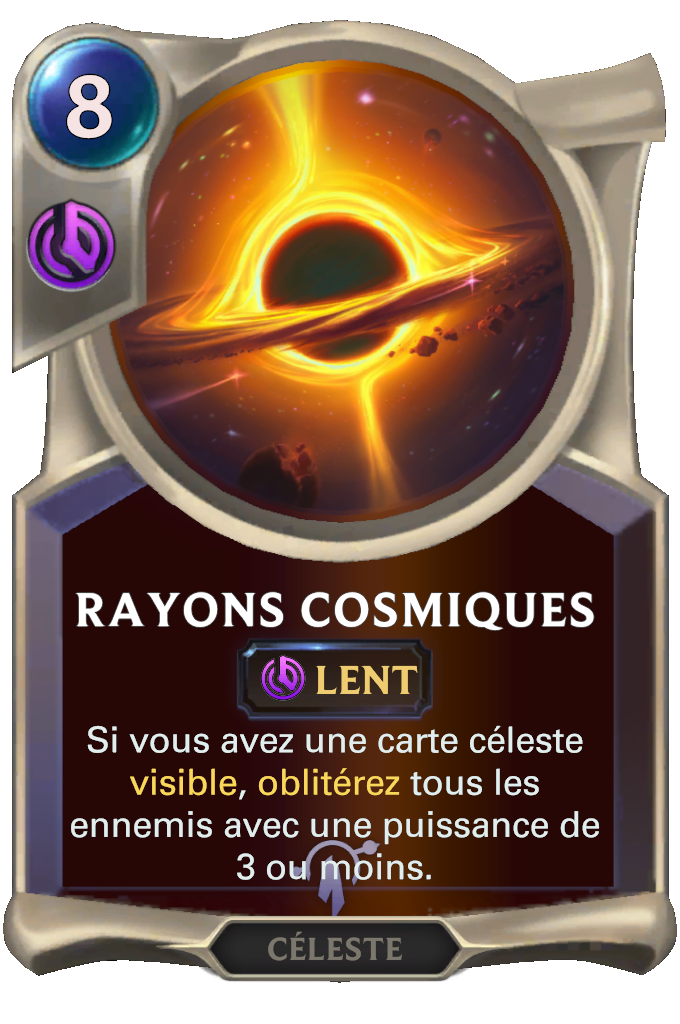 8
RAYONS COSMIQUES
LENT
Si vous avez une carte céleste
visible, oblitérez tous les
ennemis avec une puissance de
3 ou moins.
CÉLESTE